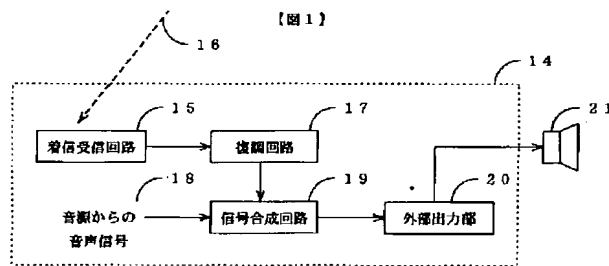 【図1】
16
14
15
17
21
着信受信回路
復調回路
18
19
20
音源からの
音声信号
信号合成回路
外部出力部